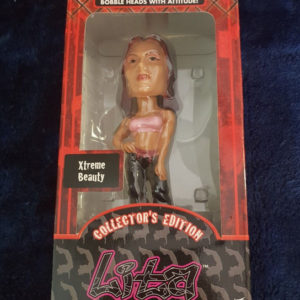 BOBBLE HEADS WITH ATTITUDE!
Xtreme
Beauty
COLLECTOR'S EDITION
Lita